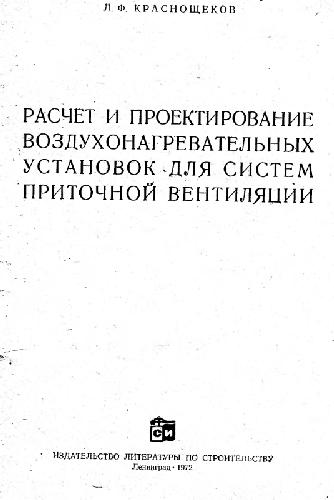 Л. Ф. КРАСНОЩЕКОВ
РАСЧЕТ И ПРОЕКТИРОВАНИЕ
ВОЗДУХОНАГРЕВАТЕЛЬНЫХ
УСТАНОВОК ДЛЯ СИСТЕМ
ПРИТОЧНОЙ ВЕНТИЛЯЦИИ
СИ
ИЗДАТЕЛЬСТВО ЛИТЕРАТУРЫ ПО СТРОИТЕЛЬСТВУ
Ленинград · 1972